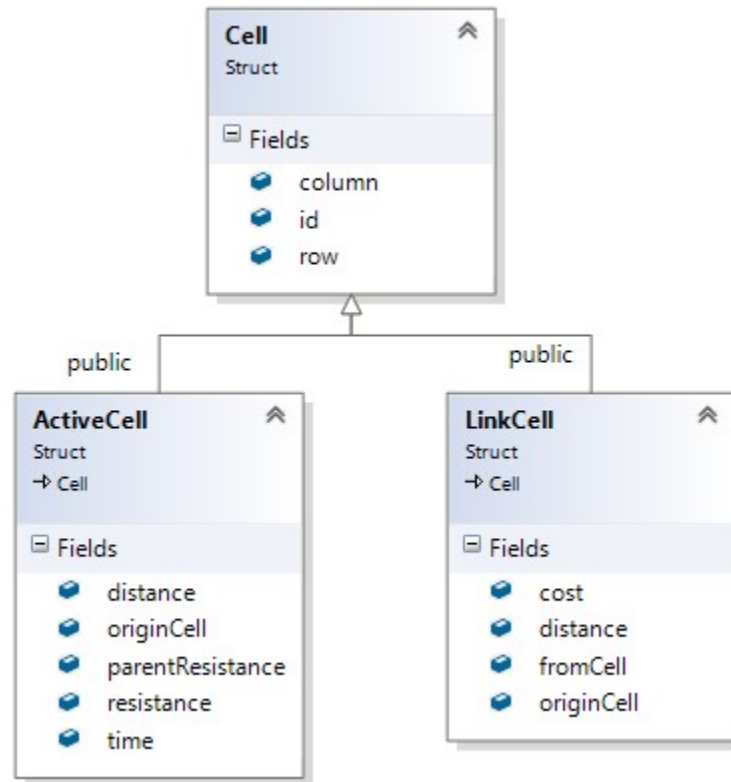 Cell
Struct
Fields
column
id
row
public
public
ActiveCell
Struct
Cell
Fields
distance
originCell
parentResistance
resistance
time
LinkCell
Struct
Cell
Fields
cost
distance
fromCell
originCell